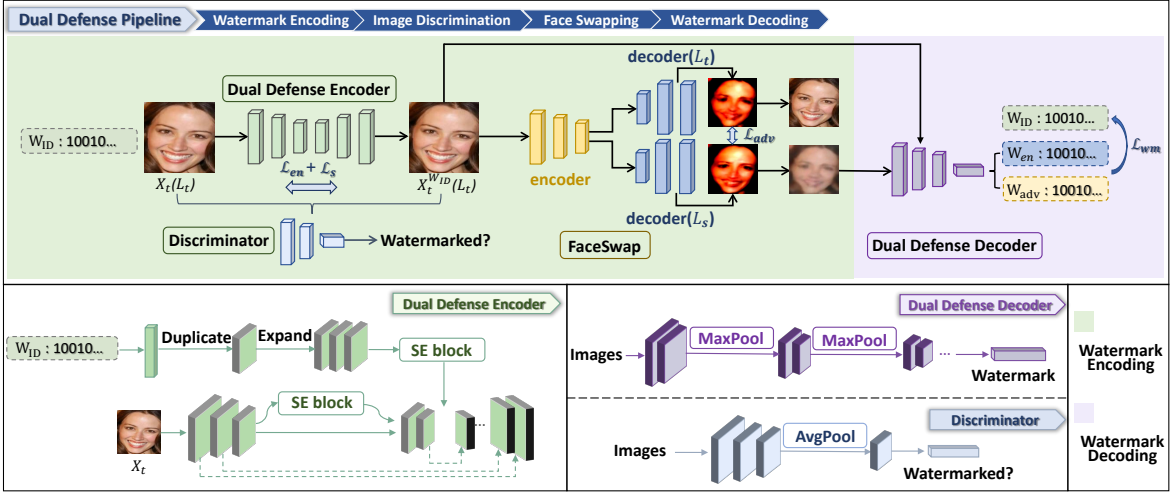 Dual Defense Pipeline
Watermark Encoding
Image Discrimination
Face Swapping
Watermark Decoding
W_ID : 10010...
Dual Defense Encoder
X_t(L_t)
ℒ_en + ℒ_s
X_t^{W_ID}(L_t)
Discriminator
Watermarked?
encoder
decoder(L_t)
ℒ_adv
decoder(L_s)
FaceSwap
W_ID : 10010...
W_en : 10010...
W_adv : 10010...
ℒ_wm
Dual Defense Decoder
Dual Defense Encoder
W_ID : 10010...
Duplicate
Expand
SE block
SE block
X_t
Dual Defense Decoder
Images
MaxPool
MaxPool
Watermark
Discriminator
Images
AvgPool
Watermarked?
Watermark
Encoding
Watermark
Decoding